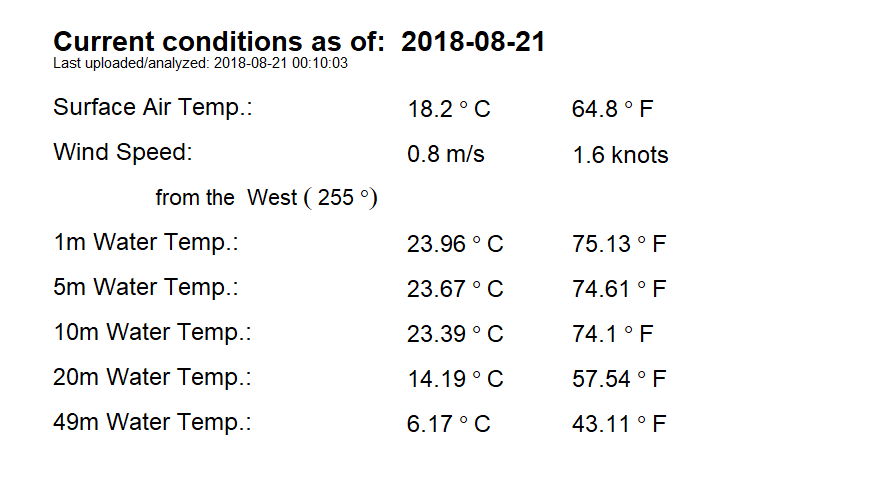 Current conditions as of: 2018-08-21
Last uploaded/analyzed: 2018-08-21 00:10:03
Surface Air Temp.: 18.2 ° C 64.8 ° F
Wind Speed: 0.8 m/s 1.6 knots
from the West ( 255 °)
1m Water Temp.: 23.96 ° C 75.13 ° F
5m Water Temp.: 23.67 ° C 74.61 ° F
10m Water Temp.: 23.39 ° C 74.1 ° F
20m Water Temp.: 14.19 ° C 57.54 ° F
49m Water Temp.: 6.17 ° C 43.11 ° F